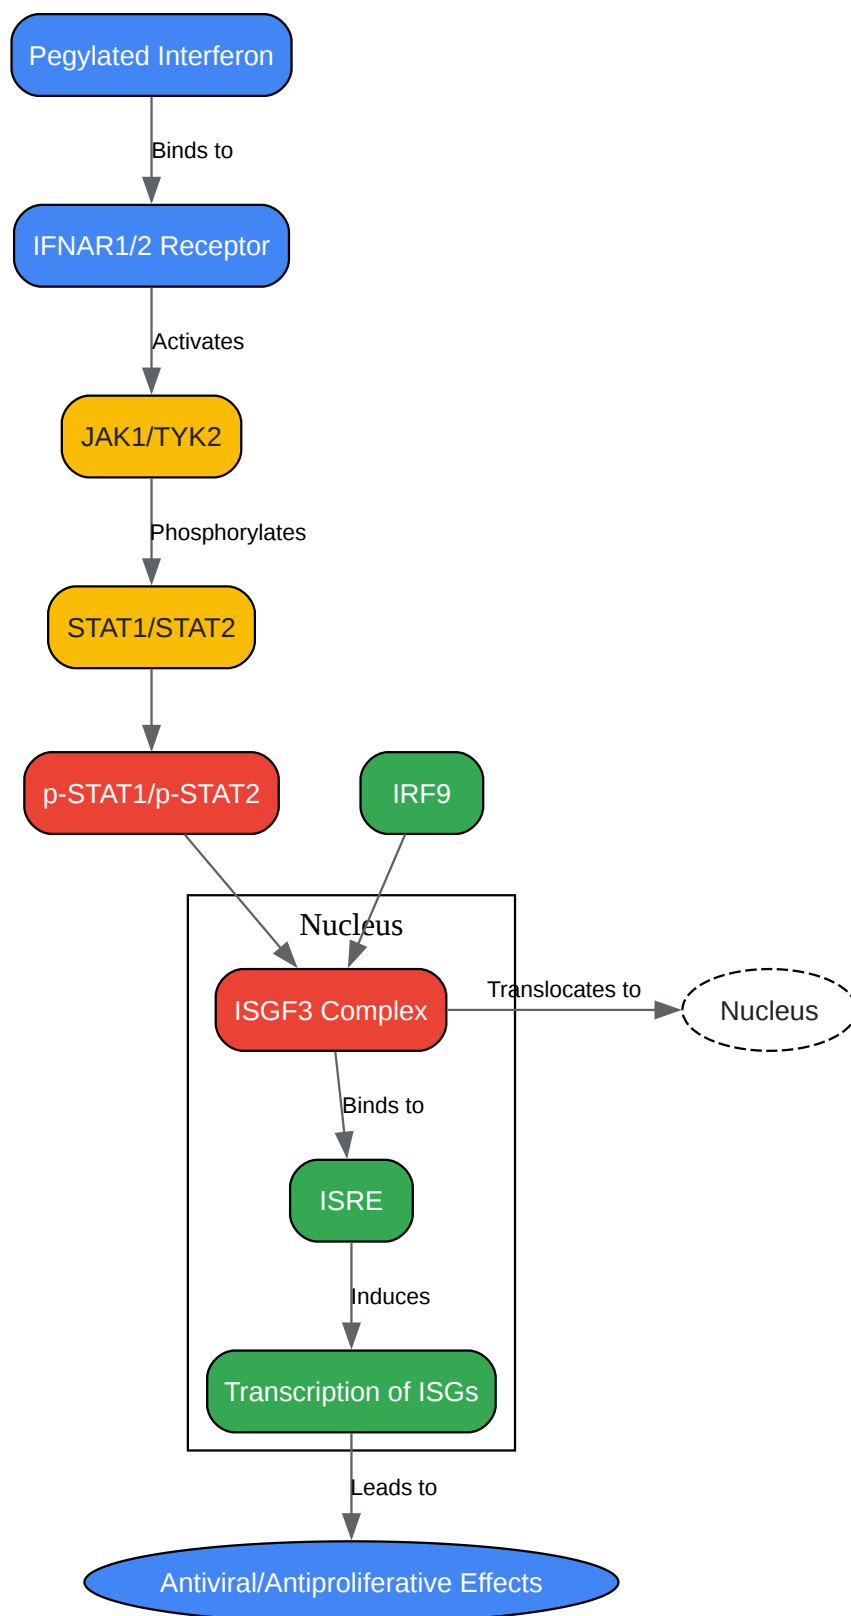 Pegylated Interferon
Binds to
IFNAR1/2 Receptor
Activates
JAK1/TYK2
Phosphorylates
STAT1/STAT2
p-STAT1/p-STAT2
IRF9
Nucleus
ISGF3 Complex
Translocates to
Nucleus
Binds to
ISRE
Induces
Transcription of ISGs
Leads to
Antiviral/Antiproliferative Effects